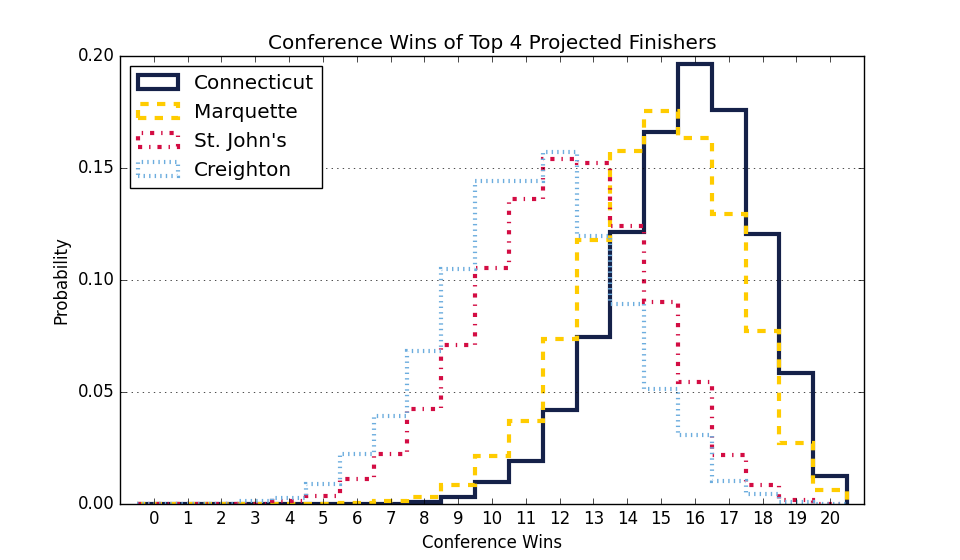 Conference Wins of Top 4 Projected Finishers
Connecticut
Marquette
St. John's
Creighton
0.20
0.15
0.10
0.05
0.00
Probability
0 1 2 3 4 5 6 7 8 9 10 11 12 13 14 15 16 17 18 19 20
Conference Wins